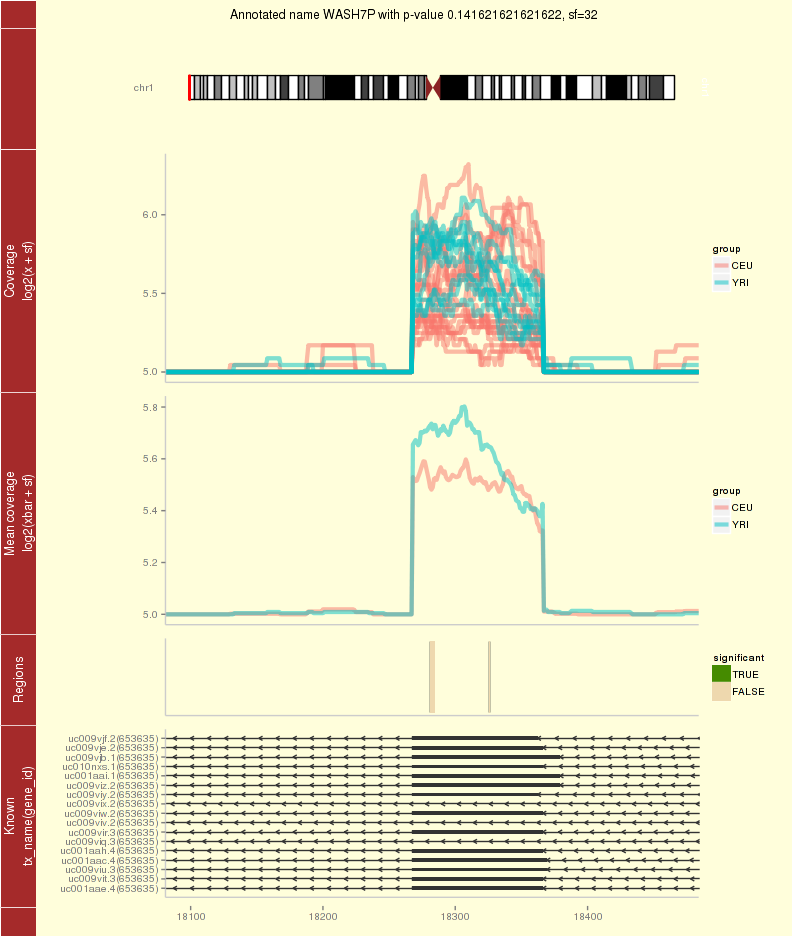 Annotated name WASH7P with p-value 0.141621621621622, sf=32
chr1
Coverage
log2(x + sf)
6.0
5.5
5.0
group
CEU
YRI
Mean coverage
log2(xbar + sf)
5.8
5.6
5.4
5.2
5.0
group
CEU
YRI
Regions
significant
TRUE
FALSE
Known
tx_name(gene_id)
uc009vjf.2(653635)
uc009vje.2(653635)
uc009vjb.1(653635)
uc010nxs.1(653635)
uc001aai.1(653635)
uc009viz.2(653635)
uc009viy.2(653635)
uc009vix.2(653635)
uc009viw.2(653635)
uc009viv.2(653635)
uc009vir.3(653635)
uc009viq.3(653635)
uc001aah.4(653635)
uc001aac.4(653635)
uc009viu.3(653635)
uc009vit.3(653635)
uc001aae.4(653635)
18100
18200
18300
18400